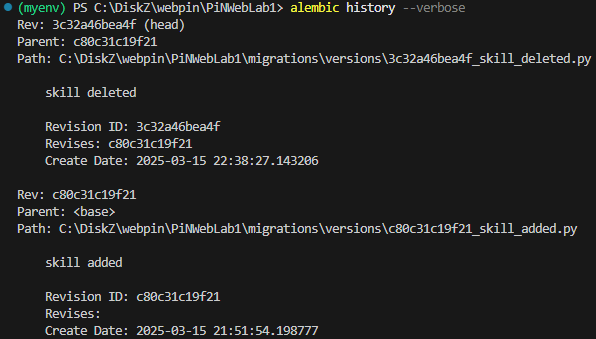 (myenv) PS C:\DiskZ\webpin\PiNWebLab1> alembic history --verbose
Rev: 3c32a46bea4f (head)
Parent: c80c31c19f21
Path: C:\DiskZ\webpin\PiNWebLab1\migrations\versions\3c32a46bea4f_skill_deleted.py
skill deleted
Revision ID: 3c32a46bea4f
Revises: c80c31c19f21
Create Date: 2025-03-15 22:38:27.143206
Rev: c80c31c19f21
Parent: <base>
Path: C:\DiskZ\webpin\PiNWebLab1\migrations\versions\c80c31c19f21_skill_added.py
skill added
Revision ID: c80c31c19f21
Revises:
Create Date: 2025-03-15 21:51:54.198777